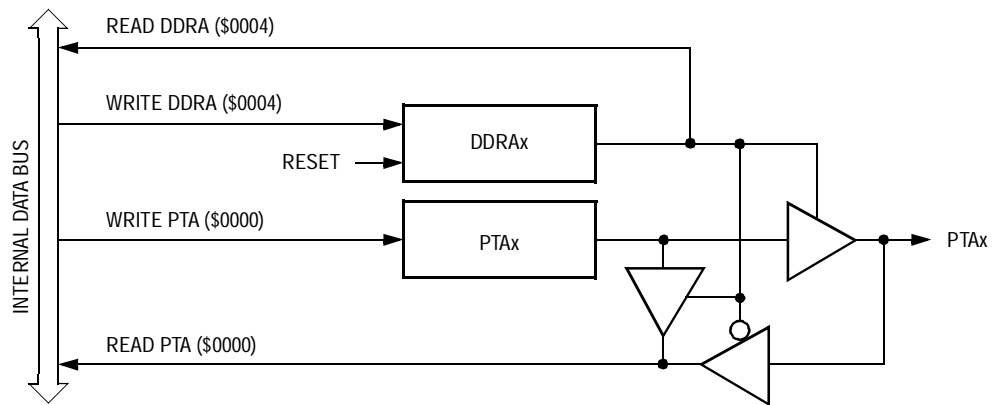 READ DDRA ($0004)
WRITE DDRA ($0004)
DDRAx
RESET
WRITE PTA ($0000)
PTAx
PTAx
READ PTA ($0000)
INTERNAL DATA BUS